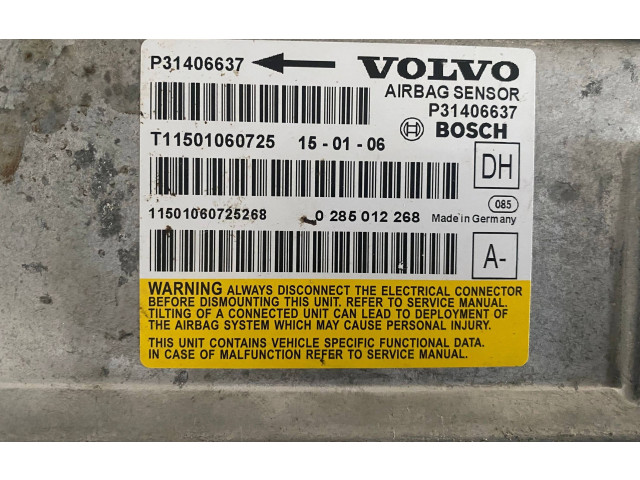 P31406637
VOLVO
AIRBAG SENSOR
P31406637
BOSCH
T11501060725 15 - 01 - 06
DH
085
11501060725268 0 285 012 268 Made in Germany
A-
WARNING ALWAYS DISCONNECT THE ELECTRICAL CONNECTOR
BEFORE DISMOUNTING THIS UNIT. REFER TO SERVICE MANUAL.
TILTING OF A CONNECTED UNIT CAN LEAD TO DEPLOYMENT OF
THE AIRBAG SYSTEM WHICH MAY CAUSE PERSONAL INJURY.
THIS UNIT CONTAINS VEHICLE SPECIFIC FUNCTIONAL DATA.
IN CASE OF MALFUNCTION REFER TO SERVICE MANUAL.